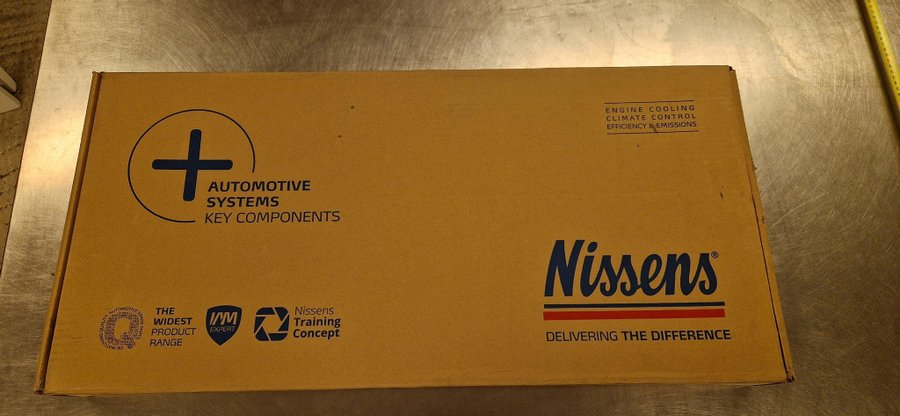 ENGINE COOLING
CLIMATE CONTROL
EFFICIENCY & EMISSIONS
AUTOMOTIVE
SYSTEMS
KEY COMPONENTS
Nissens®
DELIVERING THE DIFFERENCE
THE
WIDEST
PRODUCT
RANGE
IAM
EXPERT
Nissens
Training
Concept